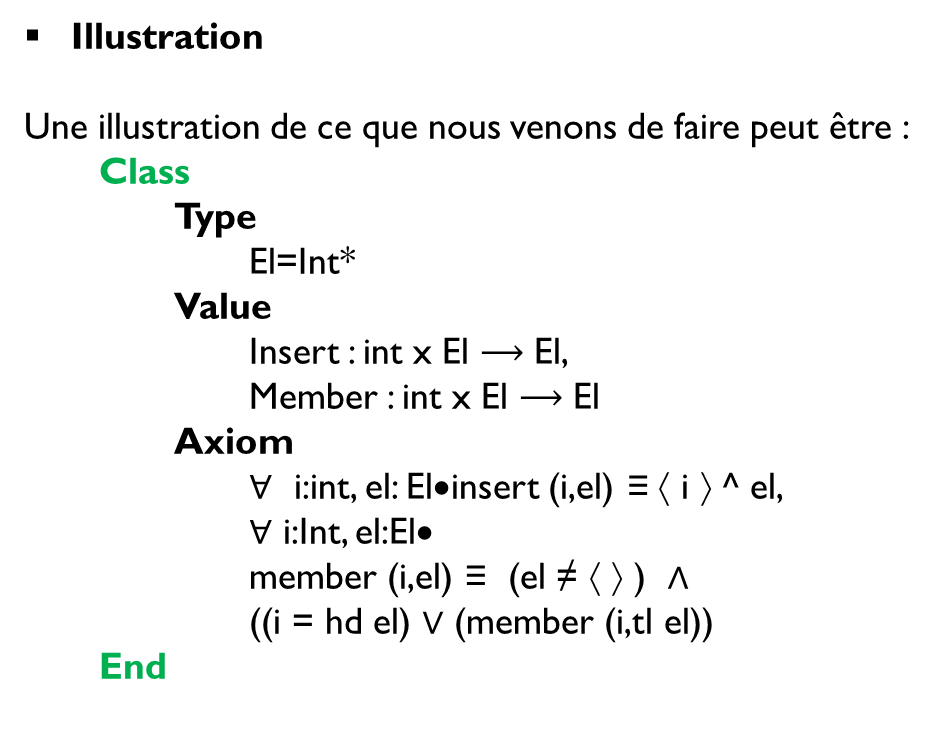 ▪ Illustration
Une illustration de ce que nous venons de faire peut être :
Class
Type
El=Int*
Value
Insert : int x El ⟶ El,
Member : int x El ⟶ El
Axiom
∀ i:int, el: El•insert (i,el) ≡〈 i 〉^ el,
∀ i:Int, el:El•
member (i,el) ≡ (el ≠〈 〉) ∧
((i = hd el) ∨ (member (i,tl el))
End